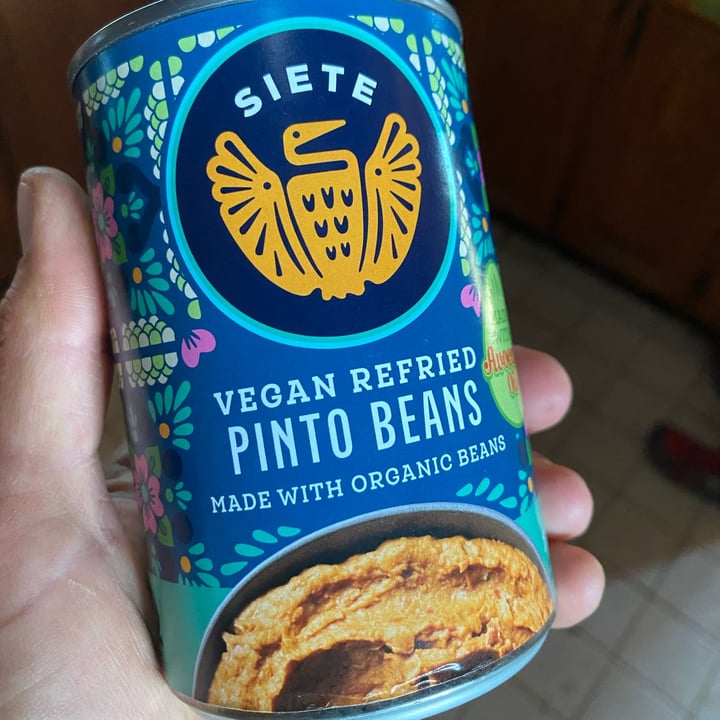 SIETE
VEGAN REFRIED
PINTO BEANS
MADE WITH ORGANIC BEANS